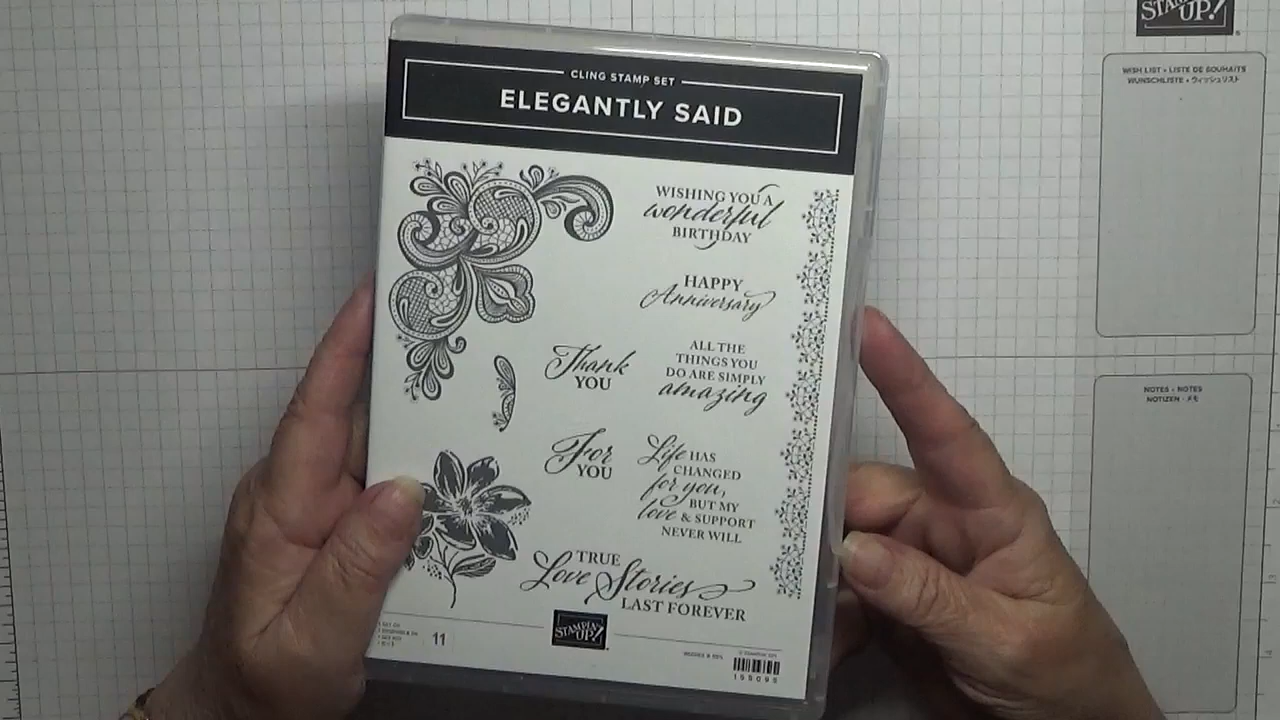 CLING STAMP SET
ELEGANTLY SAID
WISHING YOU A
wonderful
BIRTHDAY
HAPPY
Anniversary
Thank
YOU
ALL THE
THINGS YOU
DO ARE SIMPLY
amazing
For
YOU
Life HAS
CHANGED
for you,
BUT MY
love & SUPPORT
NEVER WILL
TRUE
Love Stories
LAST FOREVER
11
STAMPIN' UP!
155095
STAMPIN' UP!
WISH LIST • LISTE DE SOUHAITS
WUNSCHLISTE • ウィッシュリスト
NOTES • NOTES
NOTIZEN • メモ